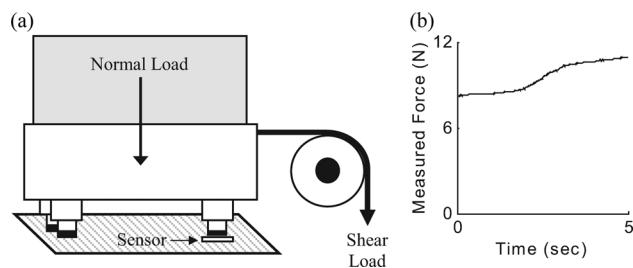 (a)
Normal Load
Sensor
Shear
Load
(b)
Measured Force (N)
12
6
0
0
5
Time (sec)